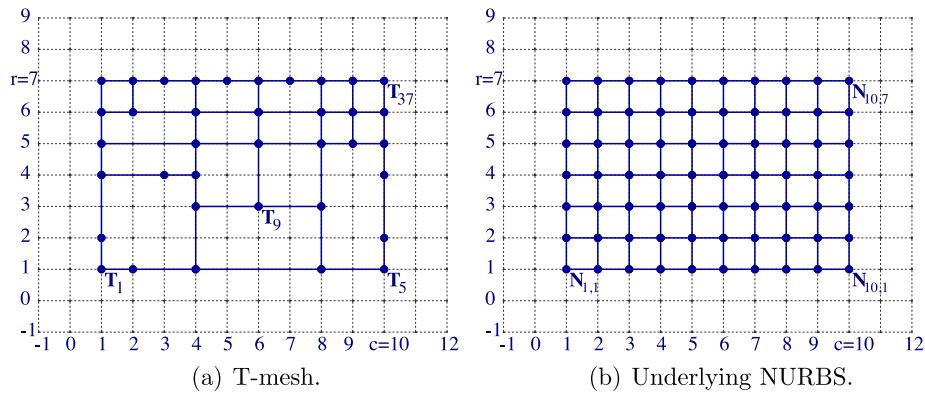 9 9
8 8
r=7 r=7
T37 N10;7
6 6
5 5
4 4
3 3
T9
2 2
1 1
T1 T5 N1,1 N10;1
0 0
-1 -1
-1 0 1 2 3 4 5 6 7 8 9 c=10 12 -1 0 1 2 3 4 5 6 7 8 9 c=10 12
(a) T-mesh. (b) Underlying NURBS.